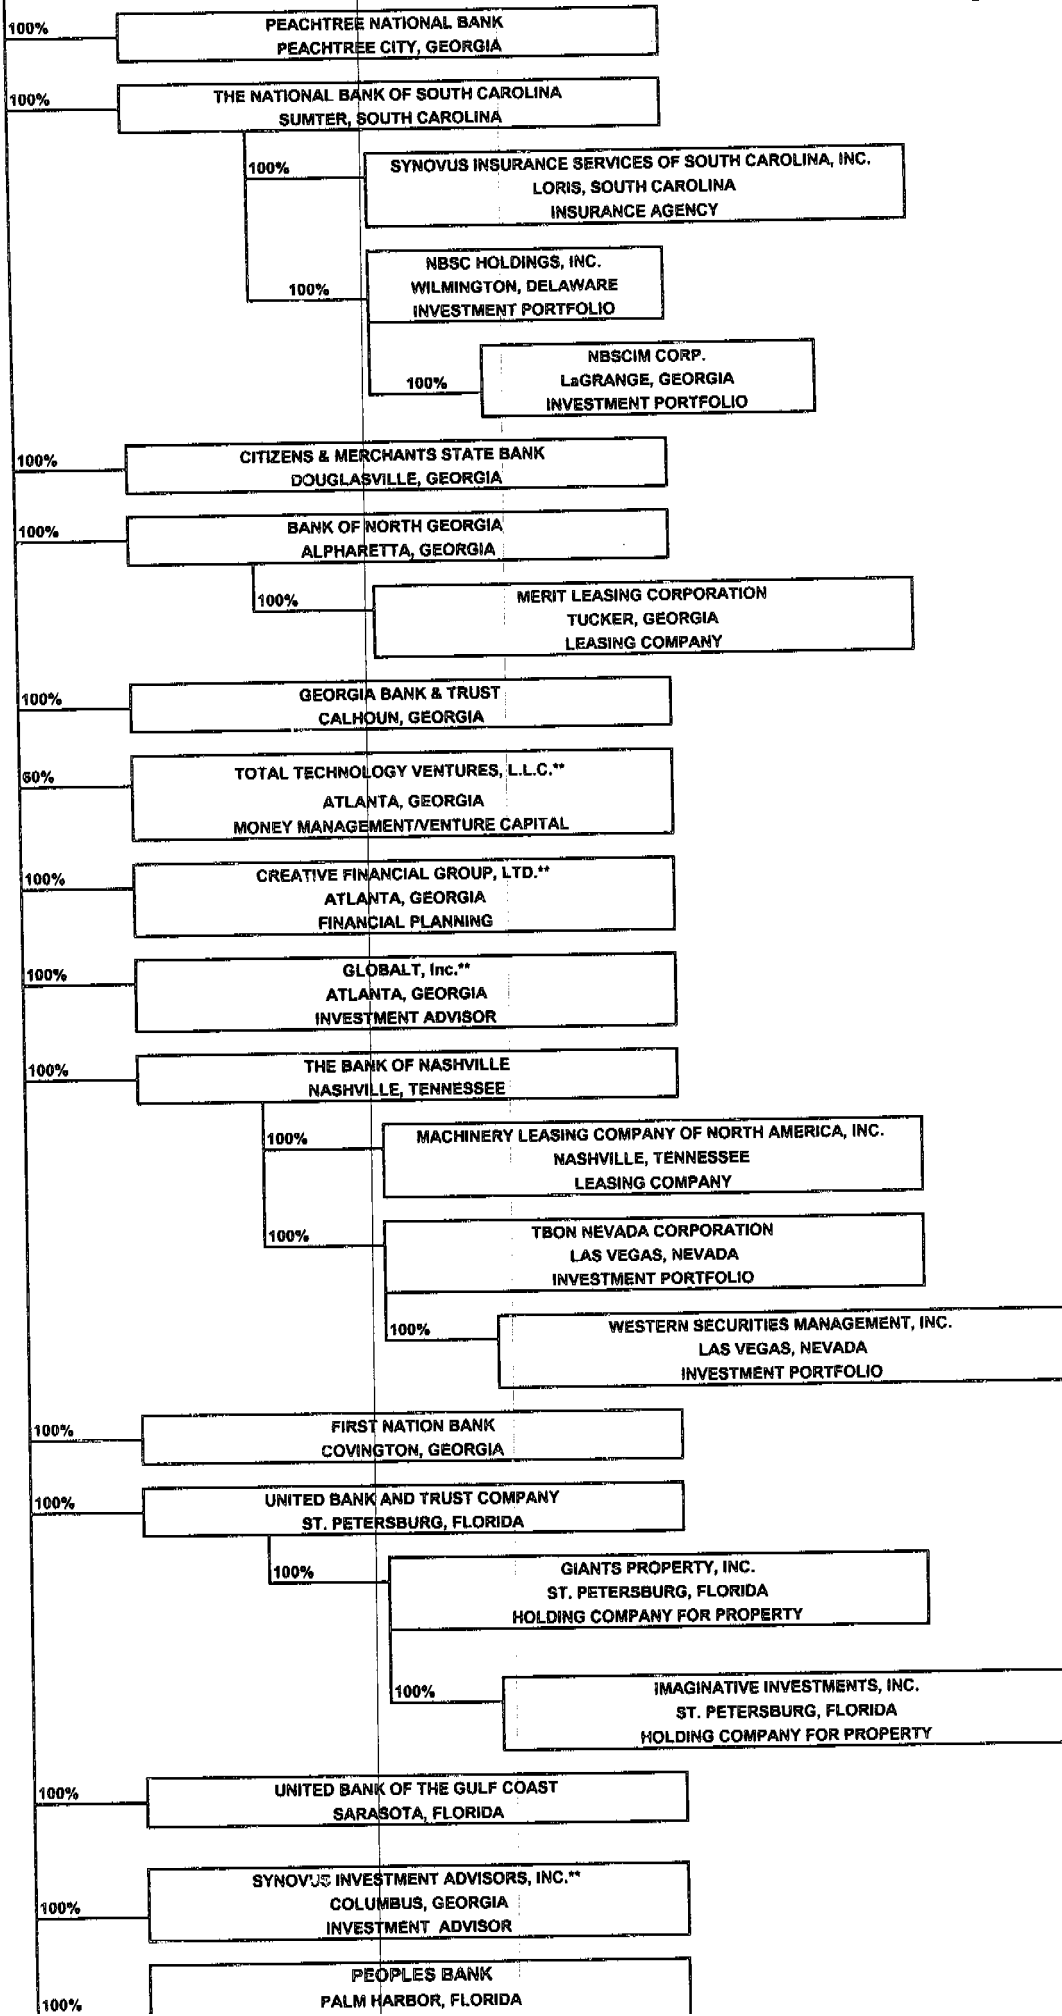 100%
PEACHTREE NATIONAL BANK
PEACHTREE CITY, GEORGIA
100%
THE NATIONAL BANK OF SOUTH CAROLINA
SUMTER, SOUTH CAROLINA
100%
SYNOVUS INSURANCE SERVICES OF SOUTH CAROLINA, INC.
LORIS, SOUTH CAROLINA
INSURANCE AGENCY
100%
NBSC HOLDINGS, INC.
WILMINGTON, DELAWARE
INVESTMENT PORTFOLIO
100%
NBSCIM CORP.
LaGRANGE, GEORGIA
INVESTMENT PORTFOLIO
100%
CITIZENS & MERCHANTS STATE BANK
DOUGLASVILLE, GEORGIA
100%
BANK OF NORTH GEORGIA
ALPHARETTA, GEORGIA
100%
MERIT LEASING CORPORATION
TUCKER, GEORGIA
LEASING COMPANY
100%
GEORGIA BANK & TRUST
CALHOUN, GEORGIA
60%
TOTAL TECHNOLOGY VENTURES, L.L.C.**
ATLANTA, GEORGIA
MONEY MANAGEMENT/VENTURE CAPITAL
100%
CREATIVE FINANCIAL GROUP, LTD.**
ATLANTA, GEORGIA
FINANCIAL PLANNING
100%
GLOBALT, Inc.**
ATLANTA, GEORGIA
INVESTMENT ADVISOR
100%
THE BANK OF NASHVILLE
NASHVILLE, TENNESSEE
100%
MACHINERY LEASING COMPANY OF NORTH AMERICA, INC.
NASHVILLE, TENNESSEE
LEASING COMPANY
100%
TBON NEVADA CORPORATION
LAS VEGAS, NEVADA
INVESTMENT PORTFOLIO
100%
WESTERN SECURITIES MANAGEMENT, INC.
LAS VEGAS, NEVADA
INVESTMENT PORTFOLIO
100%
FIRST NATION BANK
COVINGTON, GEORGIA
100%
UNITED BANK AND TRUST COMPANY
ST. PETERSBURG, FLORIDA
100%
GIANTS PROPERTY, INC.
ST. PETERSBURG, FLORIDA
HOLDING COMPANY FOR PROPERTY
100%
IMAGINATIVE INVESTMENTS, INC.
ST. PETERSBURG, FLORIDA
HOLDING COMPANY FOR PROPERTY
100%
UNITED BANK OF THE GULF COAST
SARASOTA, FLORIDA
100%
SYNOVUS INVESTMENT ADVISORS, INC.**
COLUMBUS, GEORGIA
INVESTMENT ADVISOR
100%
PEOPLES BANK
PALM HARBOR, FLORIDA